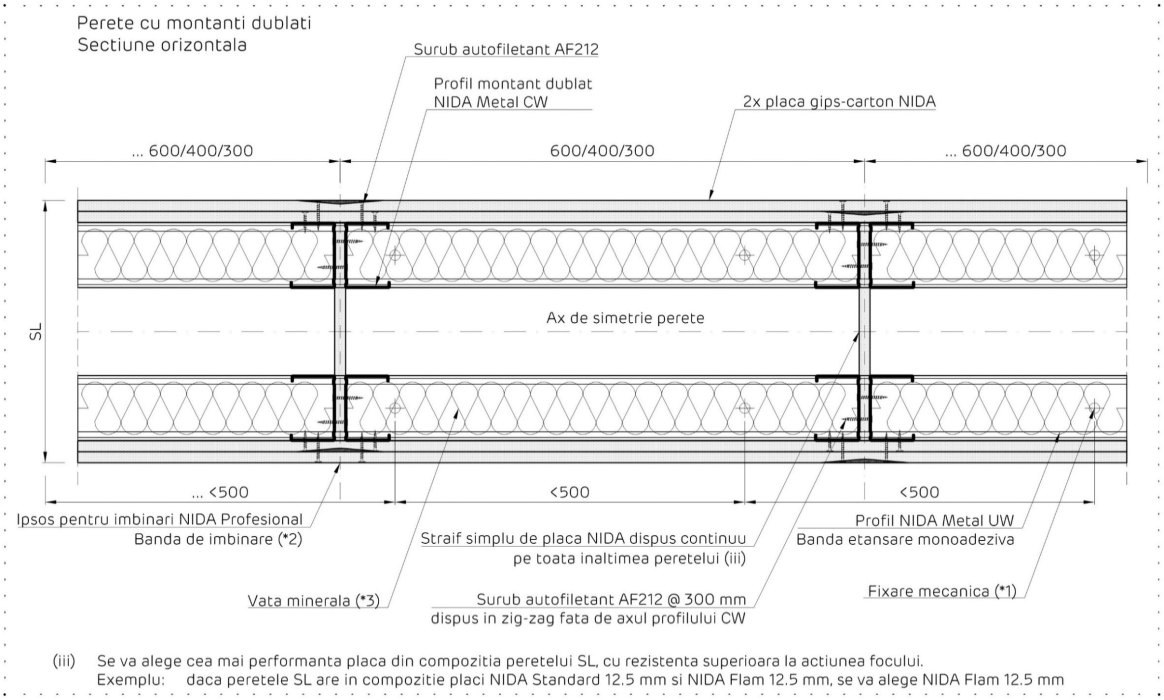 Perete cu montanti dublati
Sectiune orizontala
Surub autofiletant AF212
Profil montant dublat
NIDA Metal CW
2x placa gips-carton NIDA
... 600/400/300
600/400/300
... 600/400/300
SL
Ax de simetrie perete
... <500
<500
<500
Ipsos pentru imbinari NIDA Profesional
Banda de imbinare (*2)
Straif simplu de placa NIDA dispus continuu
pe toata inaltimea peretelui (iii)
Profil NIDA Metal UW
Banda etansare monoadeziva
Vata minerala (*3)
Surub autofiletant AF212 @ 300 mm
dispus in zig-zag fata de axul profilului CW
Fixare mecanica (*1)
(iii) Se va alege cea mai performanta placa din compozitia peretelui SL, cu rezistenta superioara la actiunea focului.
Exemplu: daca peretele SL are in compozitie placi NIDA Standard 12.5 mm si NIDA Flam 12.5 mm, se va alege NIDA Flam 12.5 mm